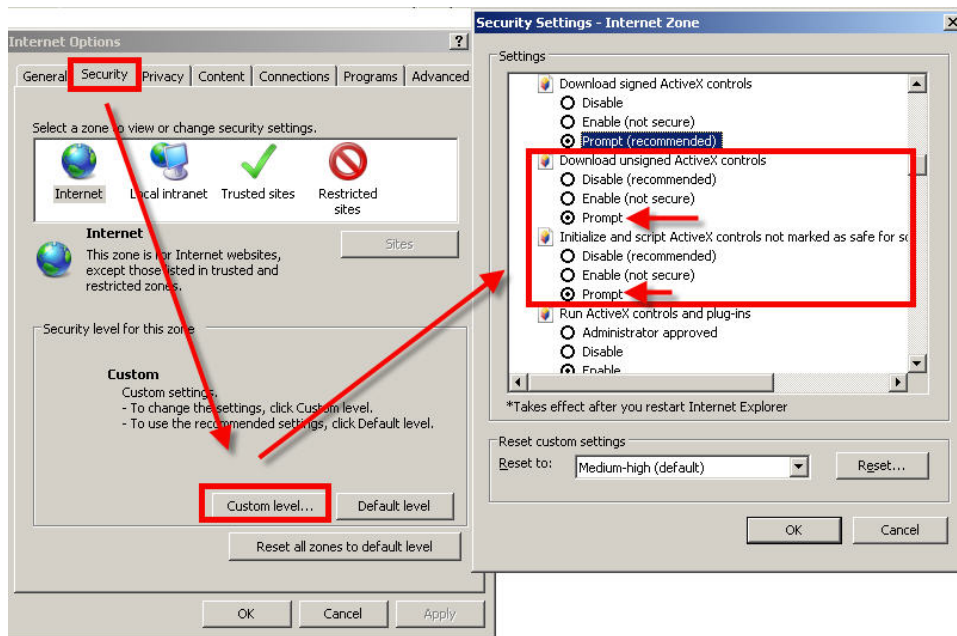 Internet Options
?
General Security Privacy Content Connections Programs Advanced
Select a zone to view or change security settings.
Internet Local intranet Trusted sites Restricted
sites
Internet
This zone is for Internet websites,
except those listed in trusted and
restricted zones.
Sites
Security level for this zone
Custom
Custom settings.
- To change the settings, click Custom level.
- To use the recommended settings, click Default level.
Custom level... Default level
Reset all zones to default level
OK Cancel Apply
Security Settings - Internet Zone
Settings
Download signed ActiveX controls
Disable
Enable (not secure)
Prompt (recommended)
Download unsigned ActiveX controls
Disable (recommended)
Enable (not secure)
Prompt
Initialize and script ActiveX controls not marked as safe for sc
Disable (recommended)
Enable (not secure)
Prompt
Run ActiveX controls and plug-ins
Administrator approved
Disable
Enable
*Takes effect after you restart Internet Explorer
Reset custom settings
Reset to: Medium-high (default) Reset...
OK Cancel